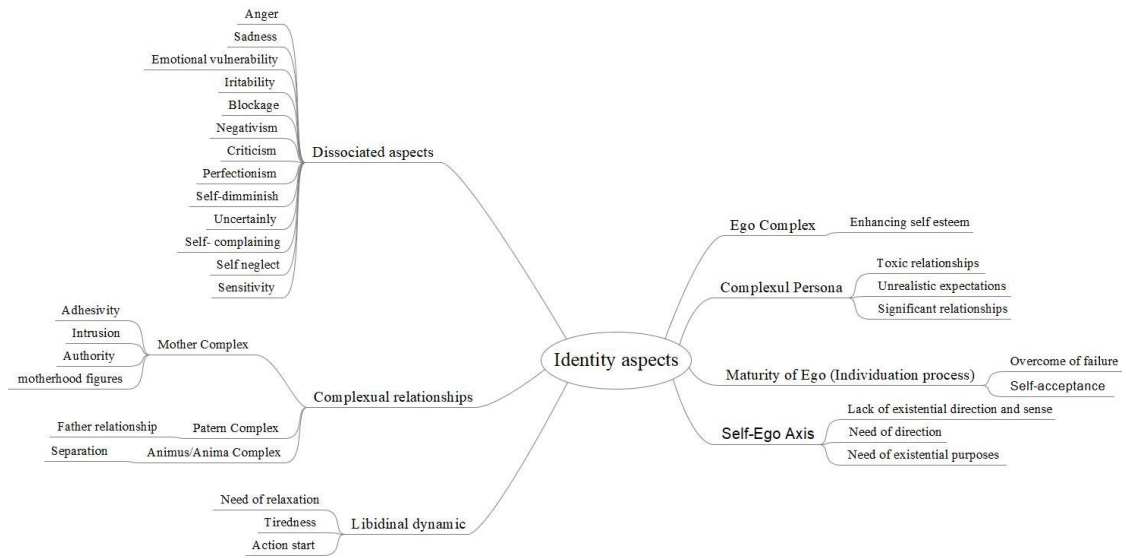 Anger
Sadness
Emotional vulnerability
Iritability
Blockage
Negativism
Criticism
Perfectionism
Self-dimminish
Uncertainly
Self- complaining
Self neglect
Sensitivity
Dissociated aspects
Adhesivity
Intrusion
Authority
motherhood figures
Mother Complex
Father relationship
Patern Complex
Separation
Animus/Anima Complex
Complexual relationships
Need of relaxation
Tiredness
Action start
Libidinal dynamic
Identity aspects
Ego Complex
Enhancing self esteem
Complexul Persona
Toxic relationships
Unrealistic expectations
Significant relationships
Maturity of Ego (Individuation process)
Overcome of failure
Self-acceptance
Self-Ego Axis
Lack of existential direction and sense
Need of direction
Need of existential purposes